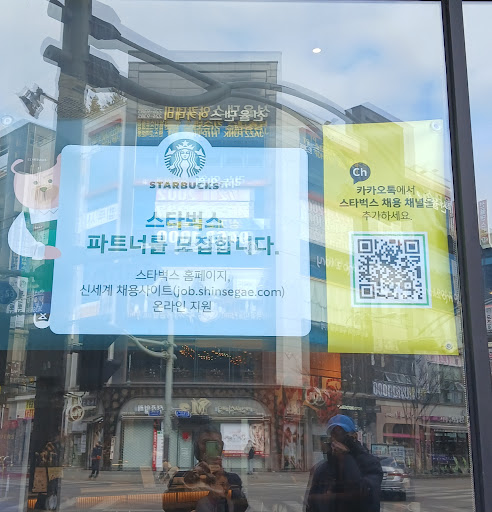 STARBUCKS
스타벅스
파트너를 모집합니다.
스타벅스 홈페이지,
신세계 채용사이트(job.shinsegae.com)
온라인 지원
Ch
카카오톡에서
스타벅스 채용 채널을
추가하세요.